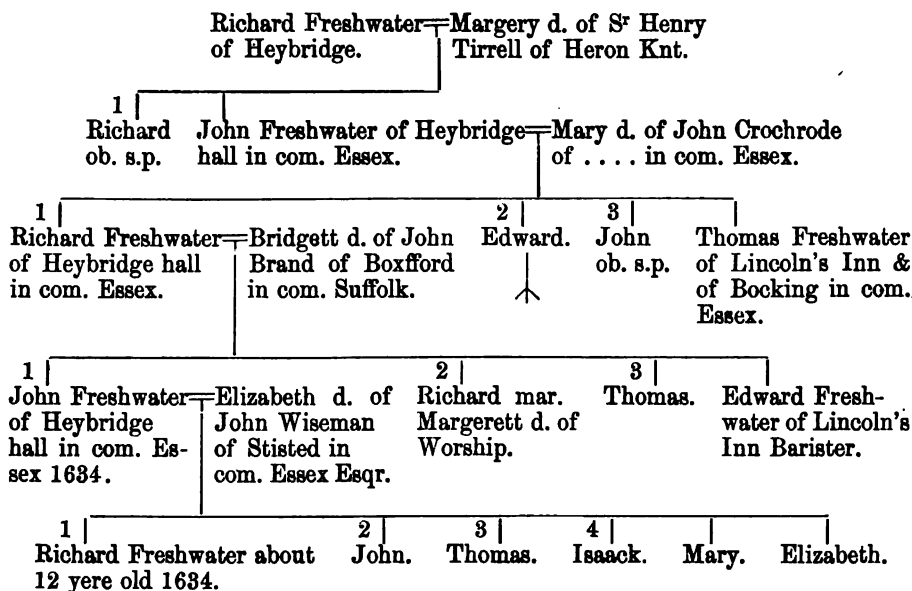 Richard Freshwater Margery d. of Sʳ Henry
of Heybridge. Tirrell of Heron Knt.
1
Richard John Freshwater of Heybridge Mary d. of John Crochrode
ob. s.p. hall in com. Essex. of . . . . in com. Essex.
1 2 3
Richard Freshwater Bridgett d. of John Edward. John Thomas Freshwater
of Heybridge hall Brand of Boxfford ob. s.p. of Lincoln's Inn &
in com. Essex. in com. Suffolk. of Bocking in com.
Essex.
1 2 3
John Freshwater Elizabeth d. of Richard mar. Thomas. Edward Fresh-
of Heybridge John Wiseman Margerett d. of water of Lincoln's
hall in com. Es- of Stisted in Worship. Inn Barister.
sex 1634. com. Essex Esqr.
1 2 3 4
Richard Freshwater about John. Thomas. Isaack. Mary. Elizabeth.
12 yere old 1634.